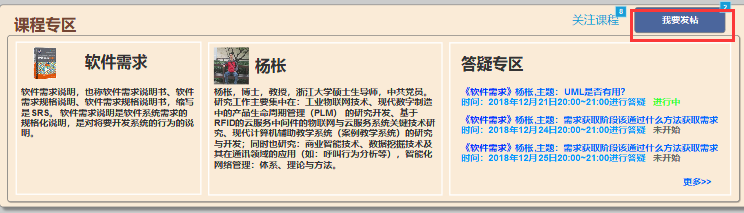 课程专区
关注课程
8
我要发帖
2
软件需求
软件需求说明，也称软件需求说明书、软件
需求规格说明、软件需求规格说明书，缩写
是 SRS。软件需求说明是软件系统需求的
规格化说明，是对将要开发系统的行为的说
明。
杨枨
杨枨，博士，教授，浙江大学硕士生导师，中共党员。
研究工作主要集中在：工业物联网技术、现代数字制造
中的产品生命周期管理（PLM）的研究开发、基于
RFID的云服务中间件的物联网与云服务系统关键技术研
究、现代计算机辅助教学系统（案例教学系统）的研究
与开发；同时也研究：商业智能技术、数据挖掘技术及
其在通讯领域的应用（如：呼叫行为分析等），智能化
网络管理：体系、理论与方法。
答疑专区
《软件需求》杨枨.主题：UML是否有用？
时间：2018年12月21日20:00~21:00进行答疑 进行中
《软件需求》杨枨.主题：需求获取阶段该通过什么方法获取需求
时间：2018年12月24日20:00~21:00进行答疑 未开始
《软件需求》杨枨.主题：需求获取阶段该通过什么方法获取需求
时间：2018年12月25日20:00~21:00进行答疑 未开始
更多>>